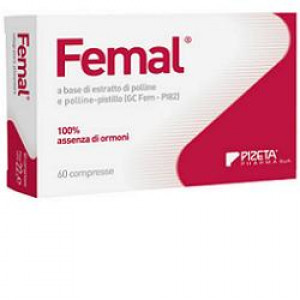 Femal®
a base di estratto di polline
e polline-pistillo (GC Fem - PI82)
100%
assenza di ormoni
60 compresse
PIZETA
PHARMA
Femal